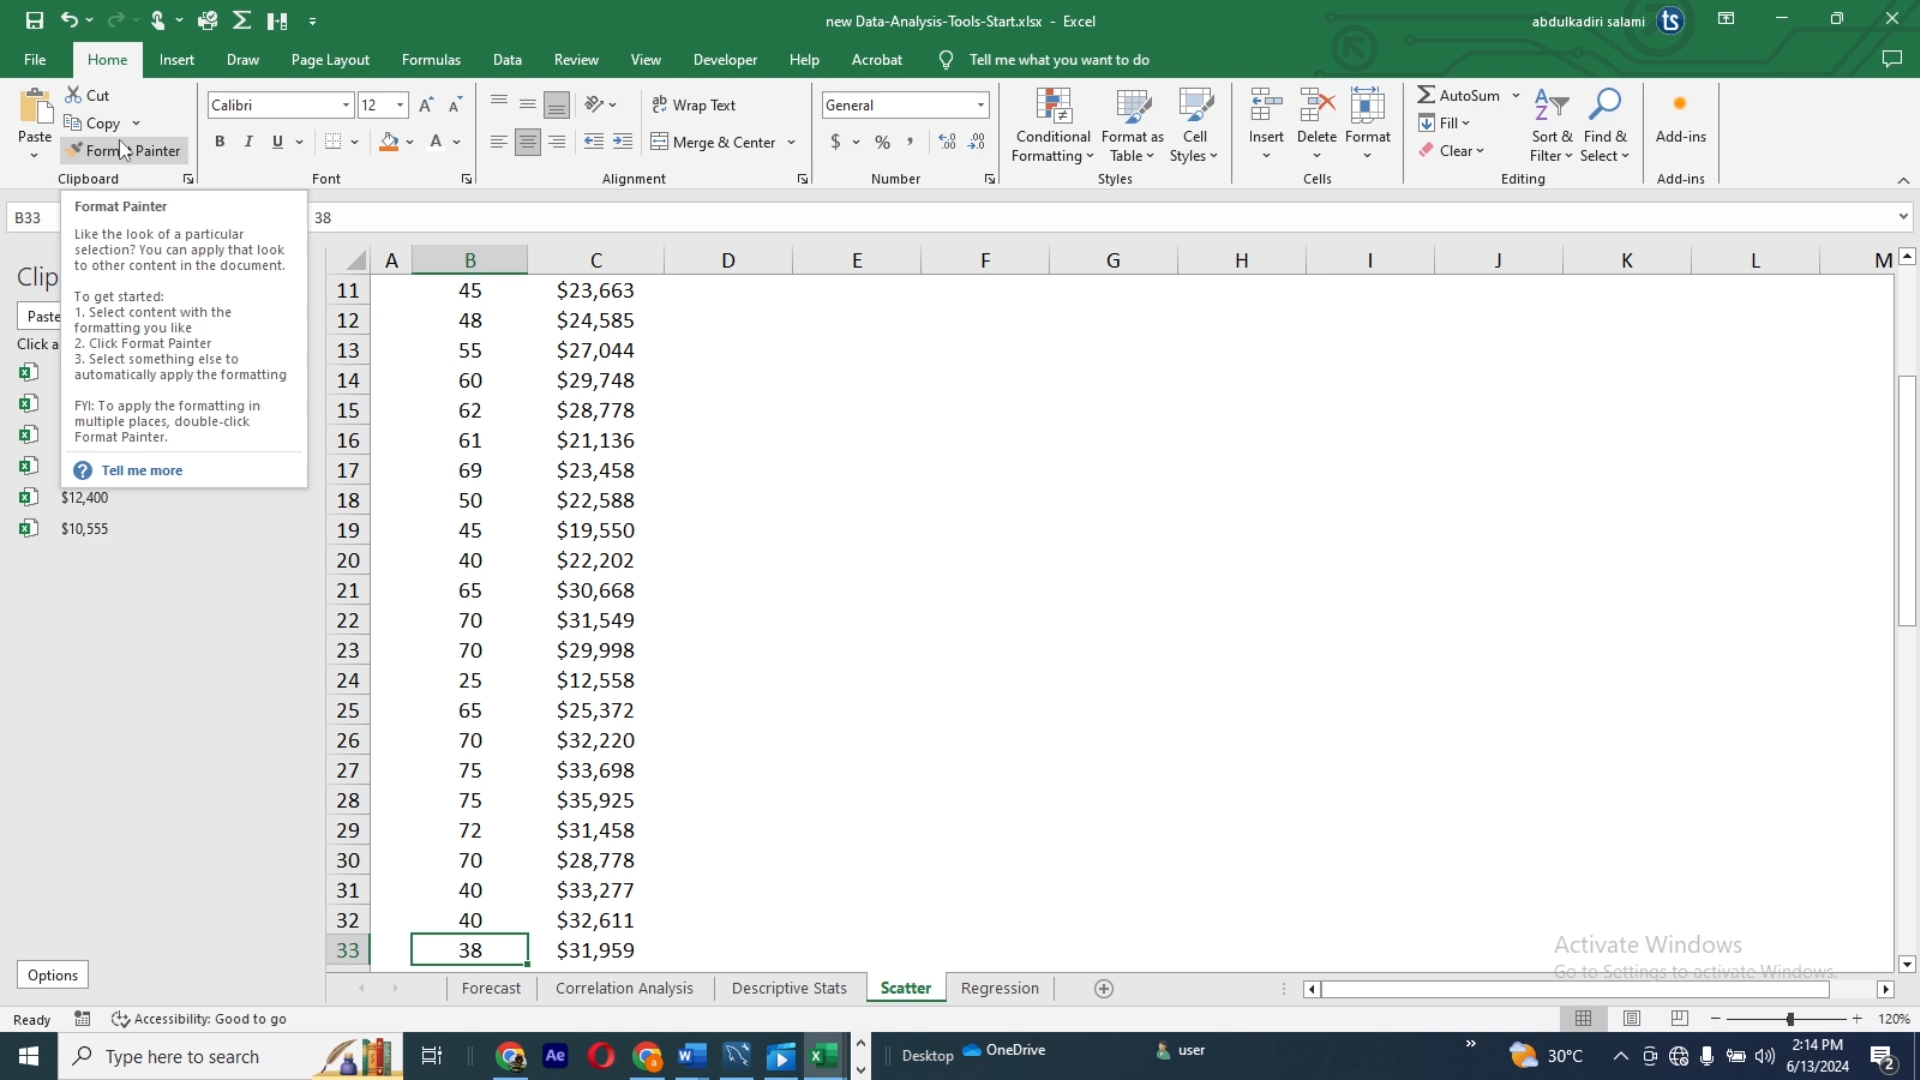 new Data-Analysis-Tools-Start.xlsx - Excel
abdulkadiri salami
ts
File Home Insert Draw Page Layout Formulas Data Review View Developer Help Acrobat Tell me what you want to do
Paste
Cut
Copy
Format Painter
Clipboard
Calibri 12
B I U A
Font
ab Wrap Text
Merge & Center
Alignment
General
$ %
Number
Conditional Formatting
Format as Table
Cell Styles
Styles
Insert Delete Format
Cells
AutoSum
Fill
Clear
Sort & Filter
Find & Select
Editing
Add-ins
Add-ins
B33
38
Format Painter
Like the look of a particular
selection? You can apply that look
to other content in the document.
To get started:
1. Select content with the
formatting you like
2. Click Format Painter
3. Select something else to
automatically apply the formatting
FYI: To apply the formatting in
multiple places, double-click
Format Painter.
Tell me more
Clip
Paste
Click a
$12,400
$10,555
Options
A B C D E F G H I J K L M
11 45 $23,663
12 48 $24,585
13 55 $27,044
14 60 $29,748
15 62 $28,778
16 61 $21,136
17 69 $23,458
18 50 $22,588
19 45 $19,550
20 40 $22,202
21 65 $30,668
22 70 $31,549
23 70 $29,998
24 25 $12,558
25 65 $25,372
26 70 $32,220
27 75 $33,698
28 75 $35,925
29 72 $31,458
30 70 $28,778
31 40 $33,277
32 40 $32,611
33 38 $31,959
Activate Windows
Go to Settings to activate Windows.
Forecast Correlation Analysis Descriptive Stats Scatter Regression
Ready Accessibility: Good to go 120%
Type here to search
Ae
Desktop OneDrive user
30°C
2:14 PM
6/13/2024
2